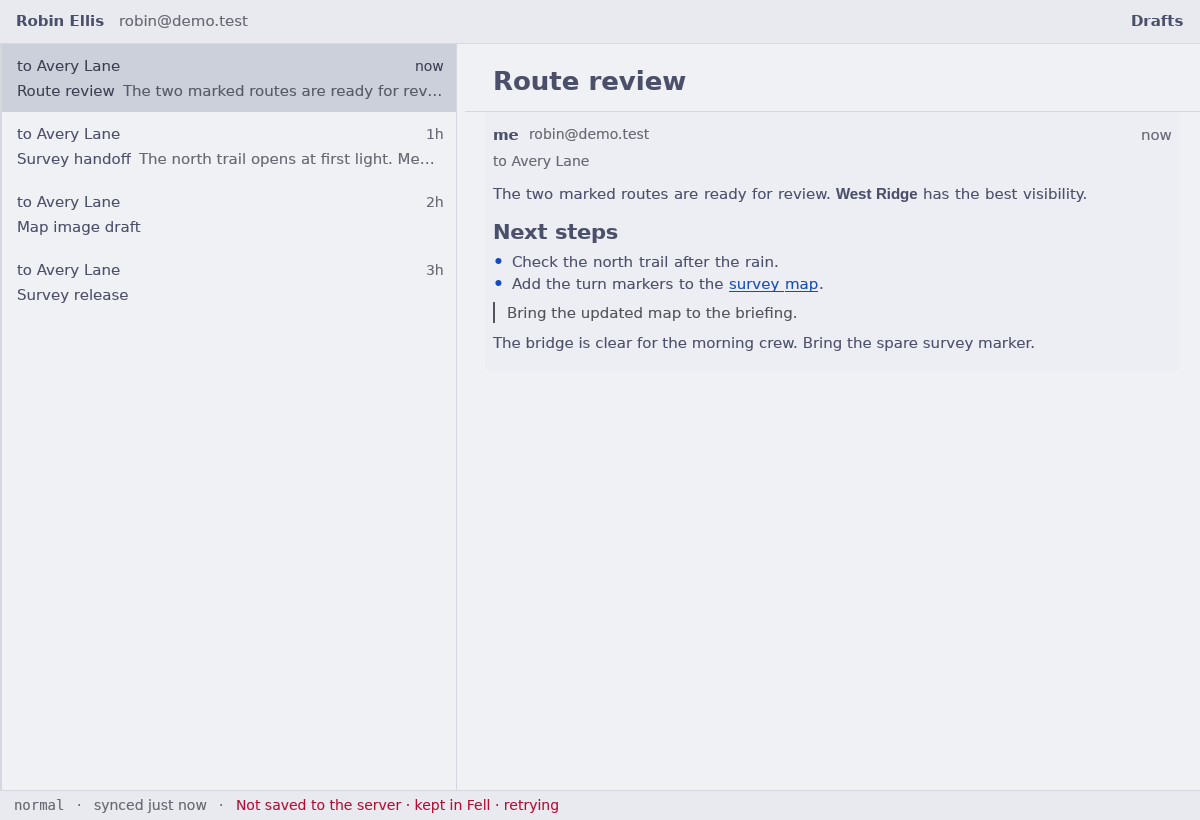 Robin Ellis robin@demo.test Drafts
to Avery Lane now
Route review The two marked routes are ready for rev…
to Avery Lane 1h
Survey handoff The north trail opens at first light. Me…
to Avery Lane 2h
Map image draft
to Avery Lane 3h
Survey release
Route review
me robin@demo.test now
to Avery Lane
The two marked routes are ready for review. West Ridge has the best visibility.
Next steps
• Check the north trail after the rain.
• Add the turn markers to the survey map.
Bring the updated map to the briefing.
The bridge is clear for the morning crew. Bring the spare survey marker.
normal · synced just now · Not saved to the server · kept in Fell · retrying